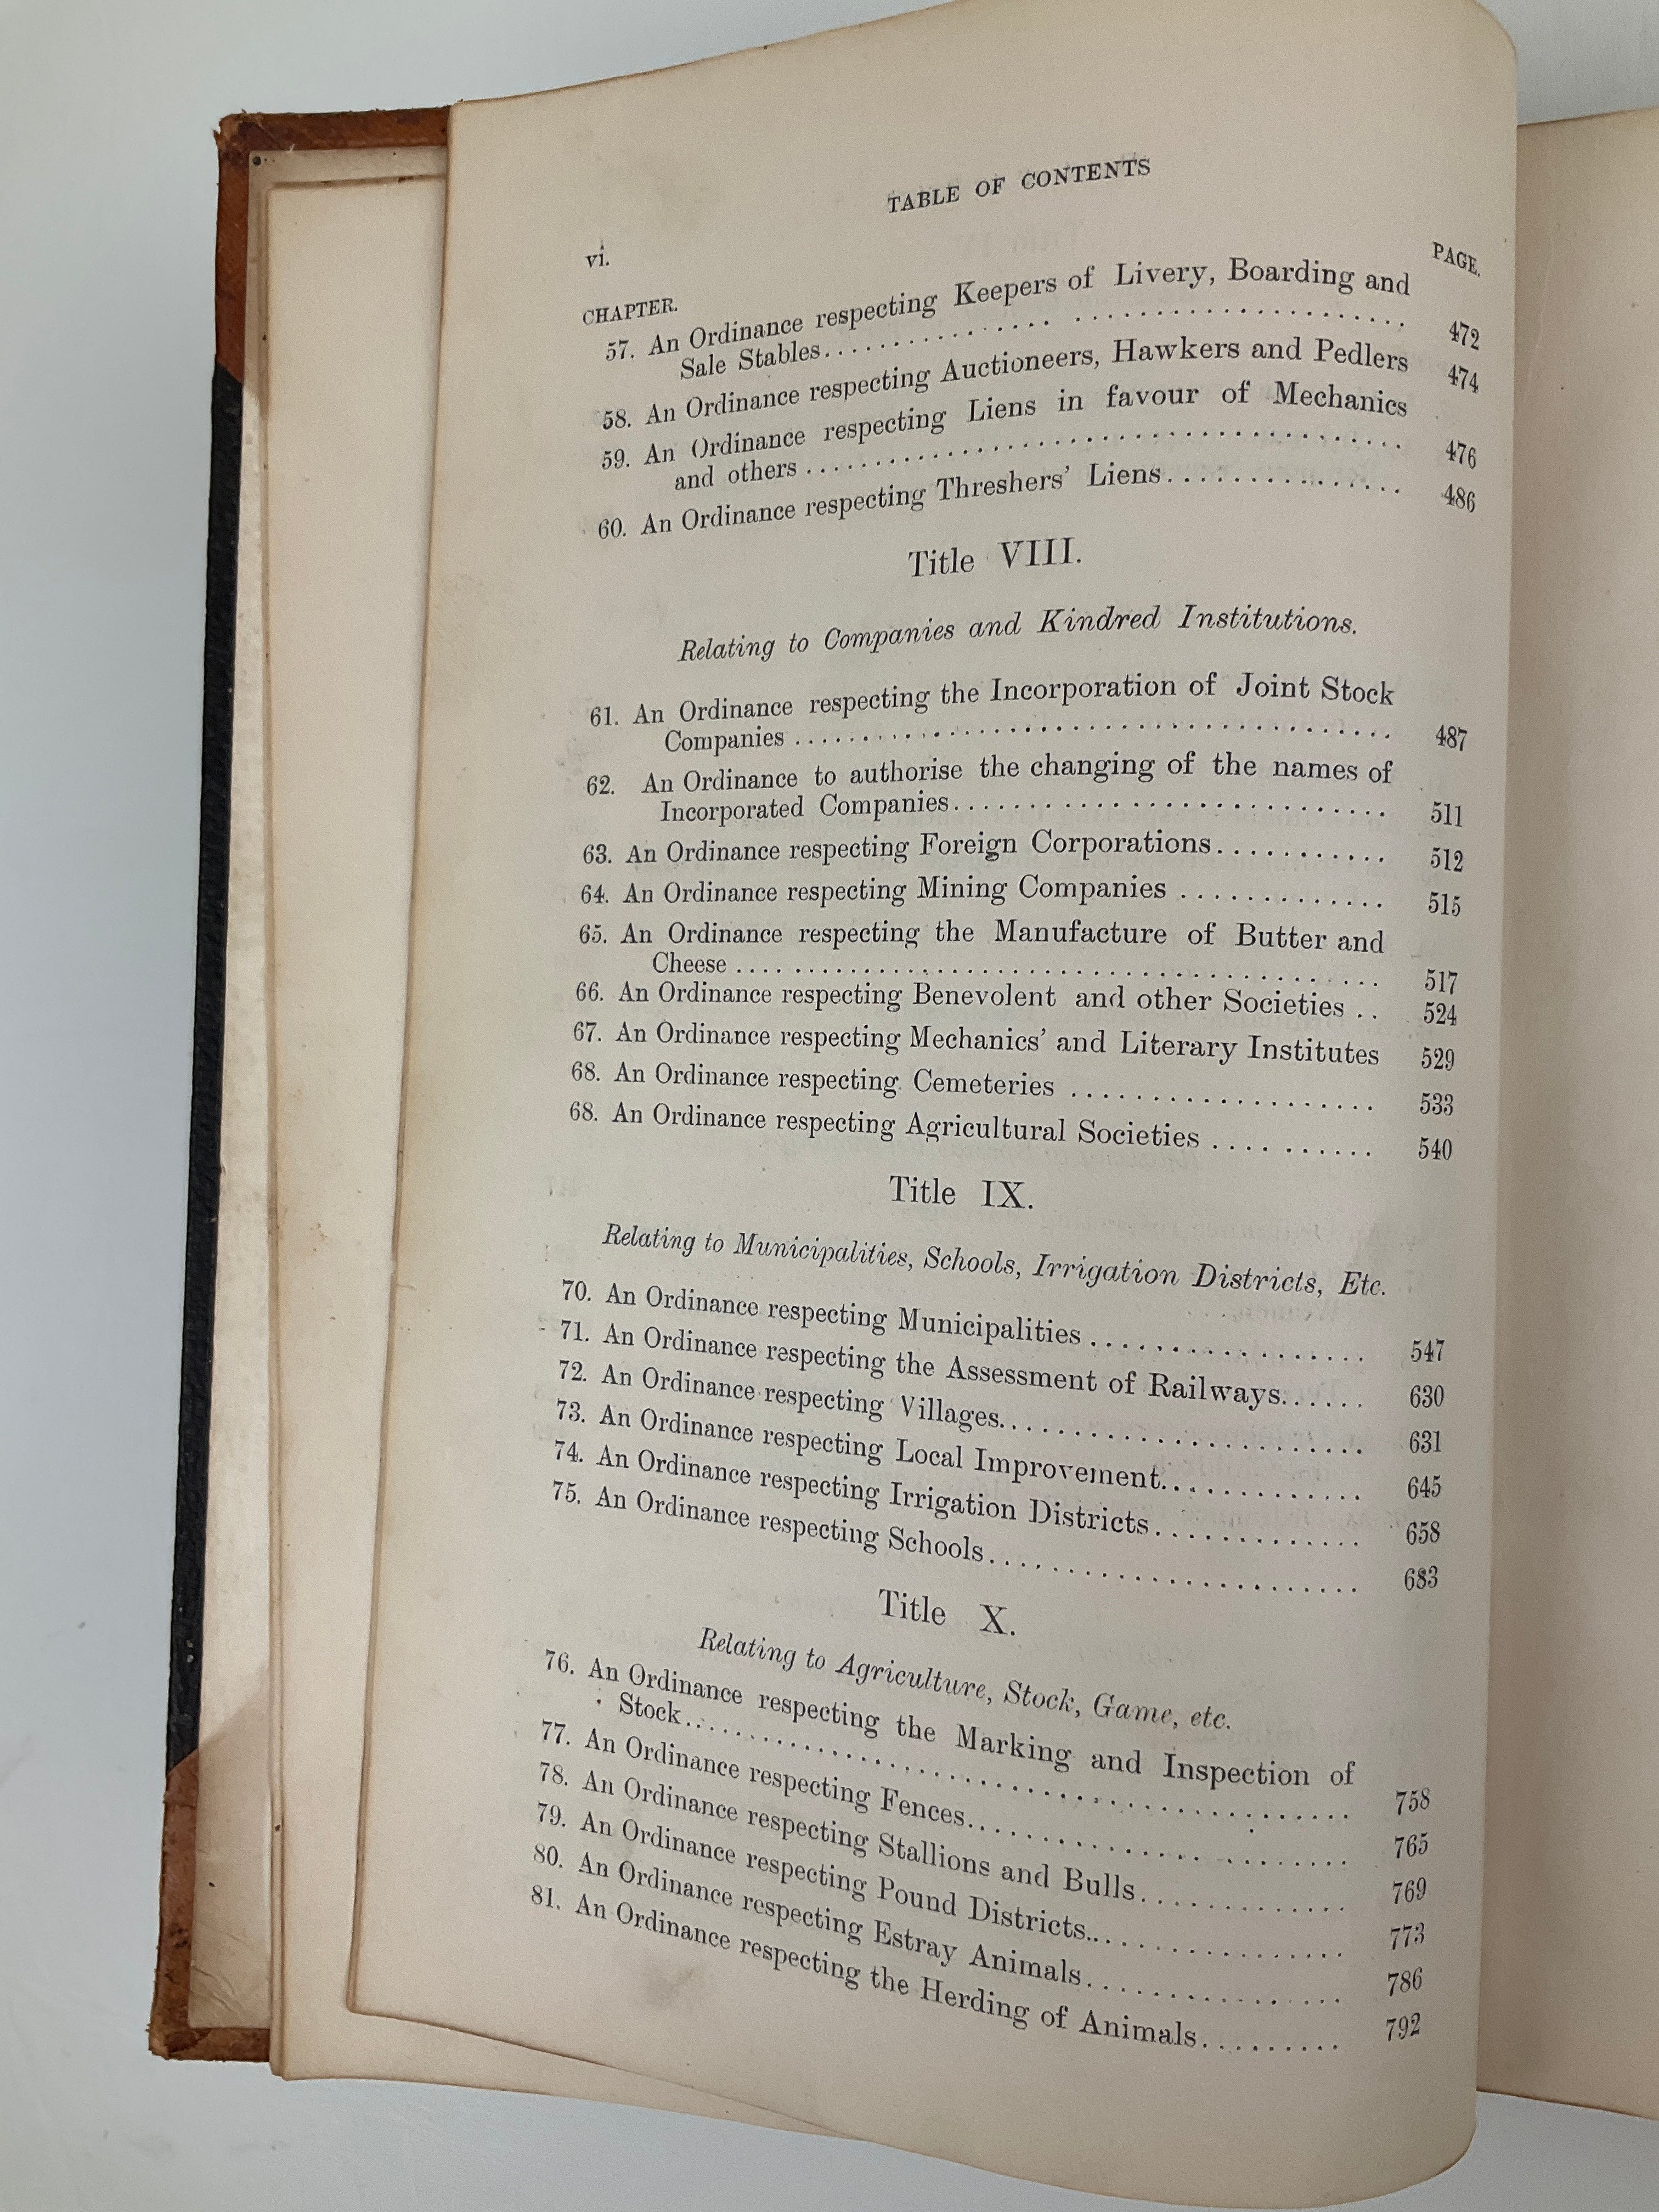 TABLE OF CONTENTS
vi.
CHAPTER. PAGE.
57. An Ordinance respecting Keepers of Livery, Boarding and
Sale Stables........................................ 472
58. An Ordinance respecting Auctioneers, Hawkers and Pedlers 474
59. An Ordinance respecting Liens in favour of Mechanics
and others........................................ 476
60. An Ordinance respecting Threshers' Liens................ 486
Title VIII.
Relating to Companies and Kindred Institutions.
61. An Ordinance respecting the Incorporation of Joint Stock
Companies........................................ 487
62. An Ordinance to authorise the changing of the names of
Incorporated Companies............................ 511
63. An Ordinance respecting Foreign Corporations........... 512
64. An Ordinance respecting Mining Companies ............. 515
65. An Ordinance respecting the Manufacture of Butter and
Cheese........................................ 517
66. An Ordinance respecting Benevolent and other Societies .. 524
67. An Ordinance respecting Mechanics' and Literary Institutes 529
68. An Ordinance respecting Cemeteries .................... 533
68. An Ordinance respecting Agricultural Societies .......... 540
Title IX.
Relating to Municipalities, Schools, Irrigation Districts, Etc.
70. An Ordinance respecting Municipalities................. 547
71. An Ordinance respecting the Assessment of Railways...... 630
72. An Ordinance respecting Villages........................ 631
73. An Ordinance respecting Local Improvement............. 645
74. An Ordinance respecting Irrigation Districts............. 658
75. An Ordinance respecting Schools........................ 683
Title X.
Relating to Agriculture, Stock, Game, etc.
76. An Ordinance respecting the Marking and Inspection of
Stock........................................ 758
77. An Ordinance respecting Fences........................ 765
78. An Ordinance respecting Stallions and Bulls............. 769
79. An Ordinance respecting Pound Districts................ 773
80. An Ordinance respecting Estray Animals................ 786
81. An Ordinance respecting the Herding of Animals......... 792